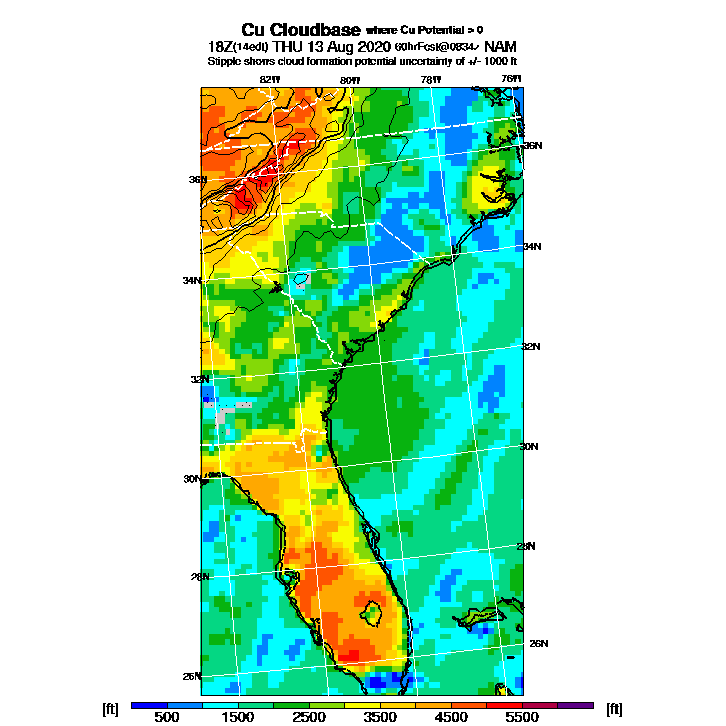 Cu Cloudbase where Cu Potential > 0
18Z(14edt) THU 13 Aug 2020 60hrFcst@0834z NAM
Stipple shows cloud formation potential uncertainty of +/- 1000 ft
82W 80W 78W 76W
36N
36N
34N
34N
32N
32N
30N
30N
28N
28N
26N
26N
[ft] 500 1500 2500 3500 4500 5500 [ft]